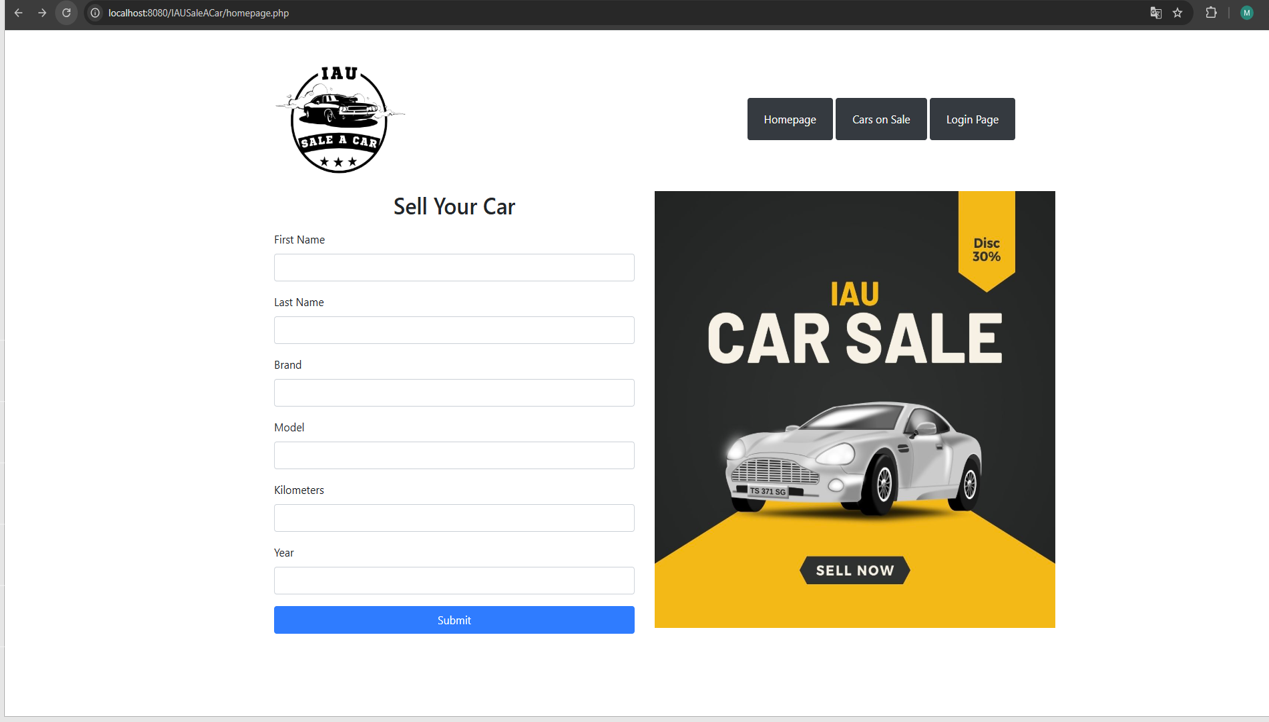 localhost:8080/IAUSaleACar/homepage.php
M
IAU
SALE A CAR
Homepage
Cars on Sale
Login Page
Sell Your Car
First Name
Last Name
Brand
Model
Kilometers
Year
Submit
Disc
30%
IAU
CAR SALE
TS 371 SG
SELL NOW